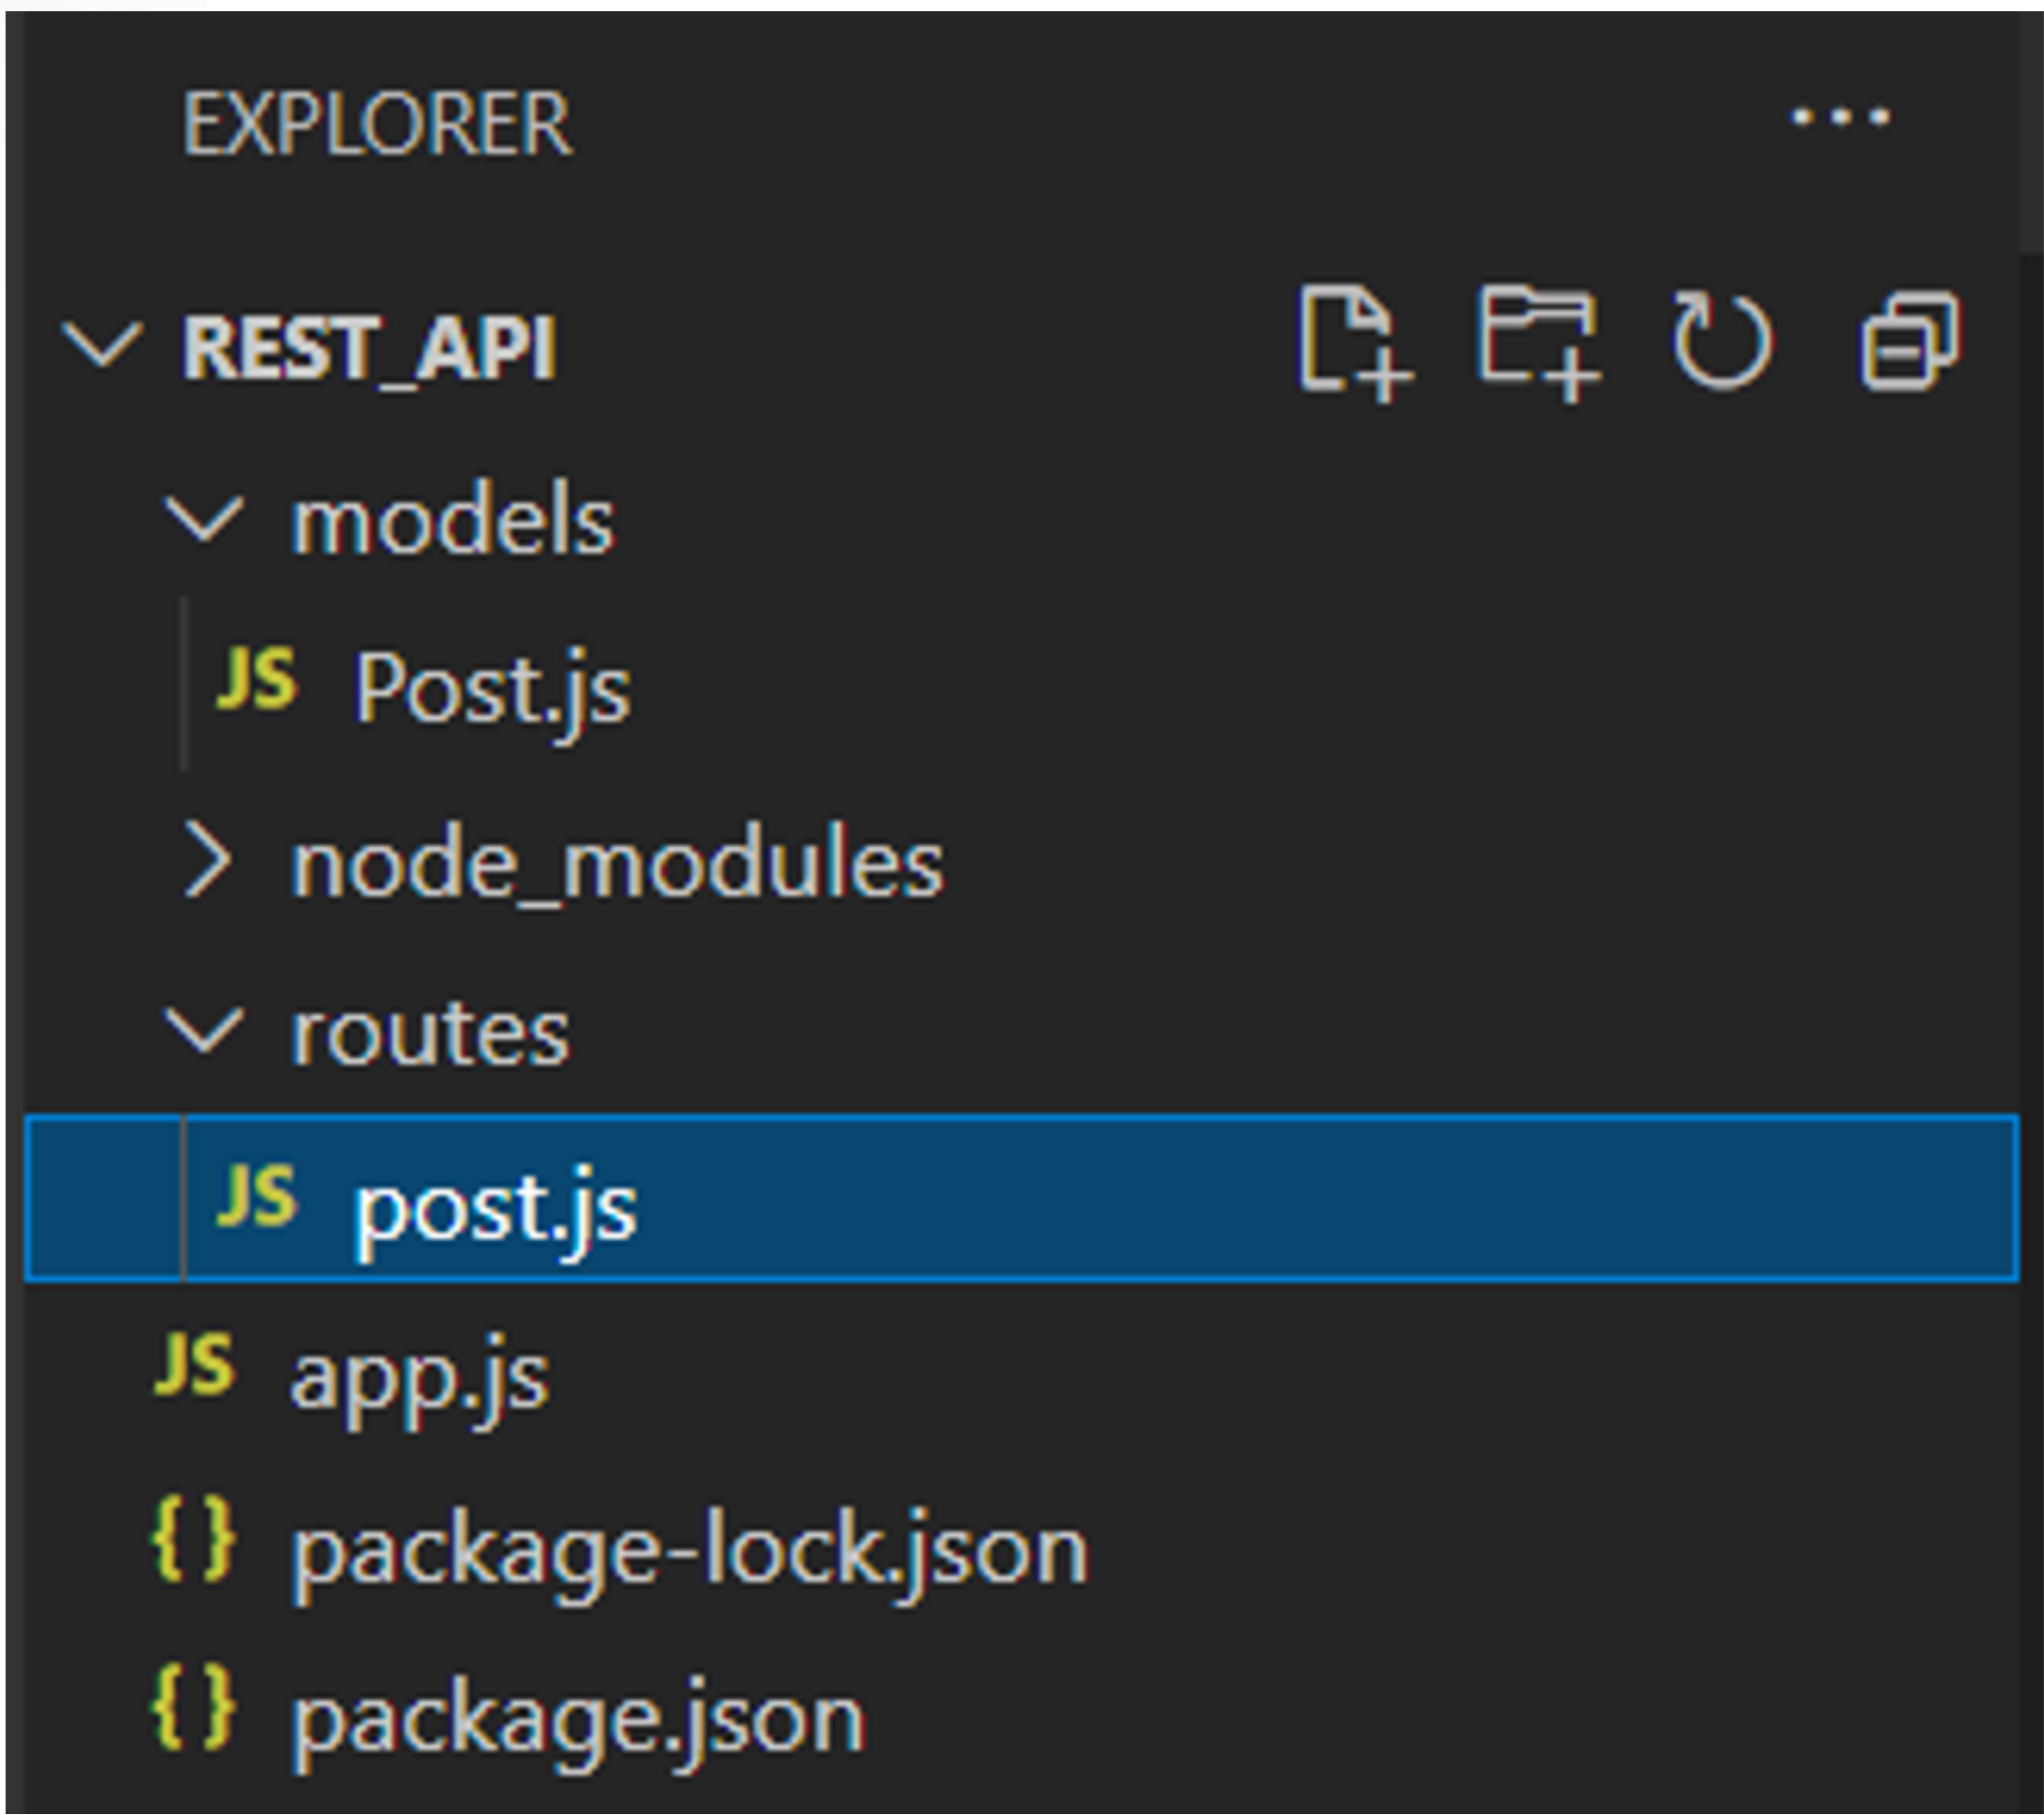 EXPLORER
REST_API
models
JS Post.js
node_modules
routes
JS post.js
JS app.js
{} package-lock.json
{} package.json